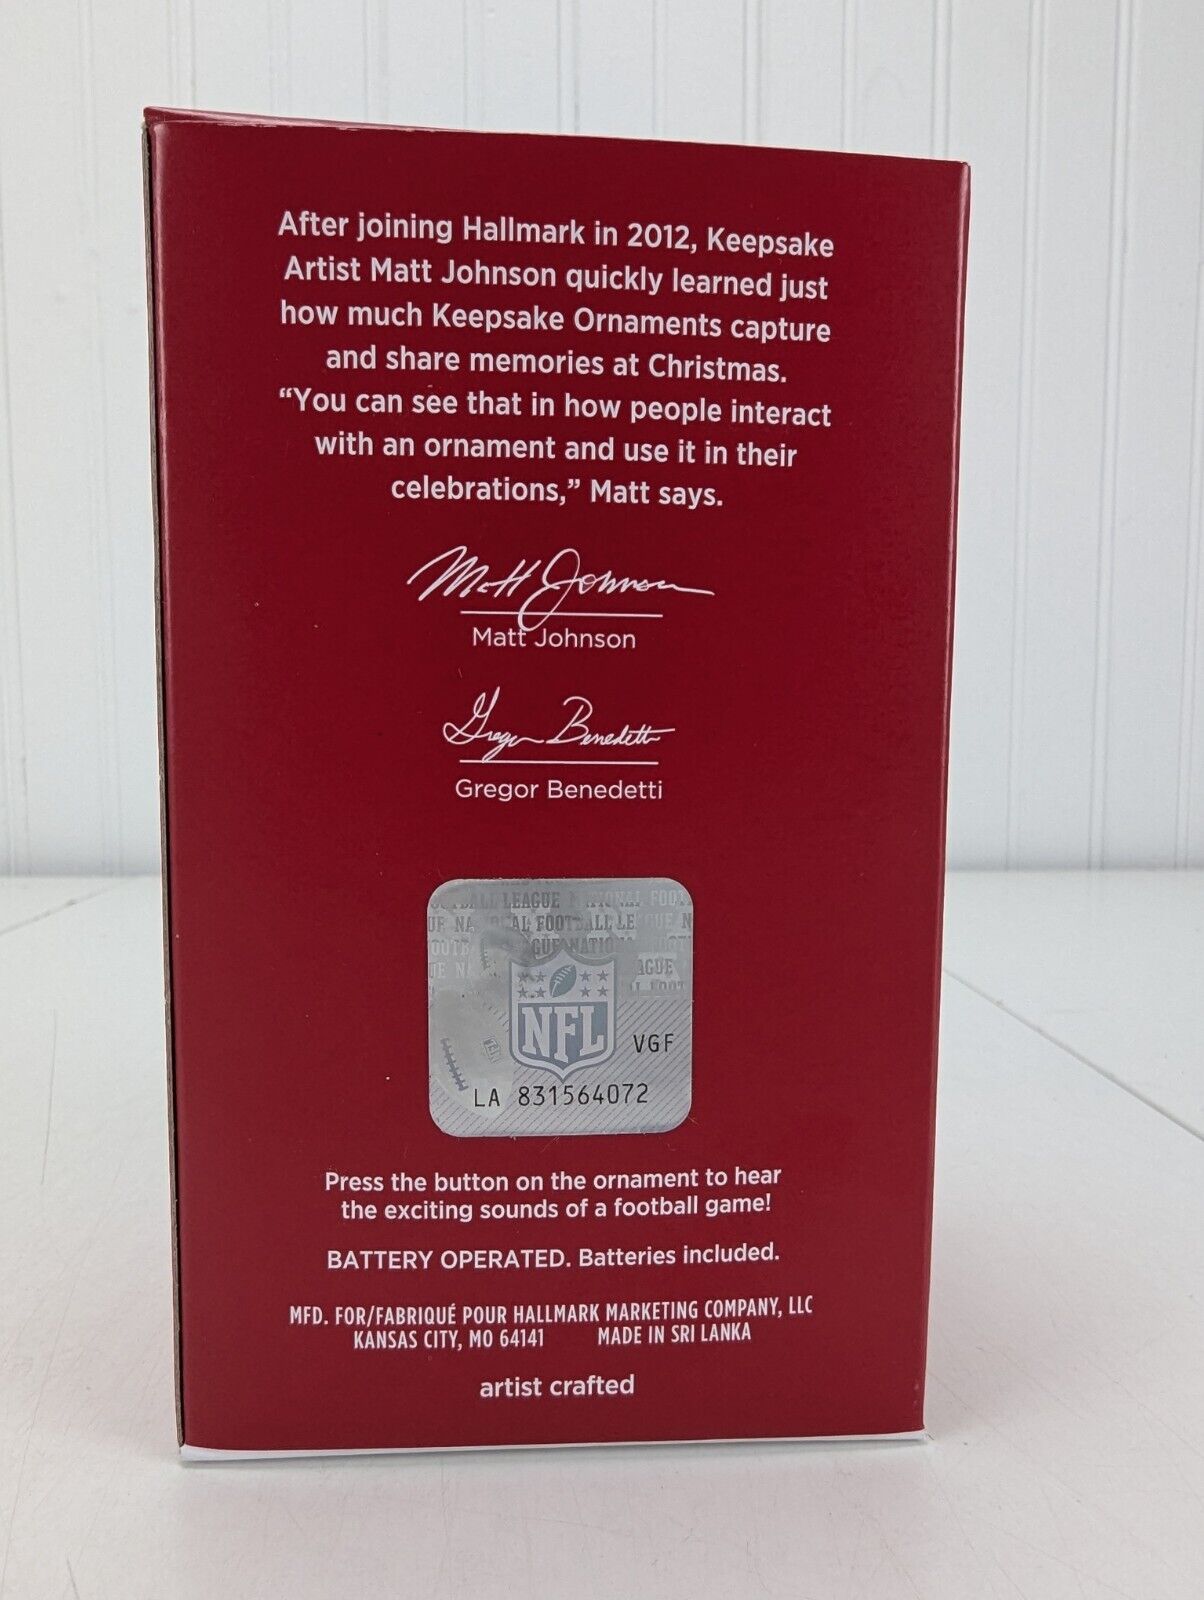 After joining Hallmark in 2012, Keepsake
Artist Matt Johnson quickly learned just
how much Keepsake Ornaments capture
and share memories at Christmas.
“You can see that in how people interact
with an ornament and use it in their
celebrations,” Matt says.
Matt Johnson
Matt Johnson
Gregor Benedetti
Gregor Benedetti
LEAGUE
FOOTBALL
NFL
VGF
LA 831564072
Press the button on the ornament to hear
the exciting sounds of a football game!
BATTERY OPERATED. Batteries included.
MFD. FOR/FABRIQUÉ POUR HALLMARK MARKETING COMPANY, LLC
KANSAS CITY, MO 64141 MADE IN SRI LANKA
artist crafted